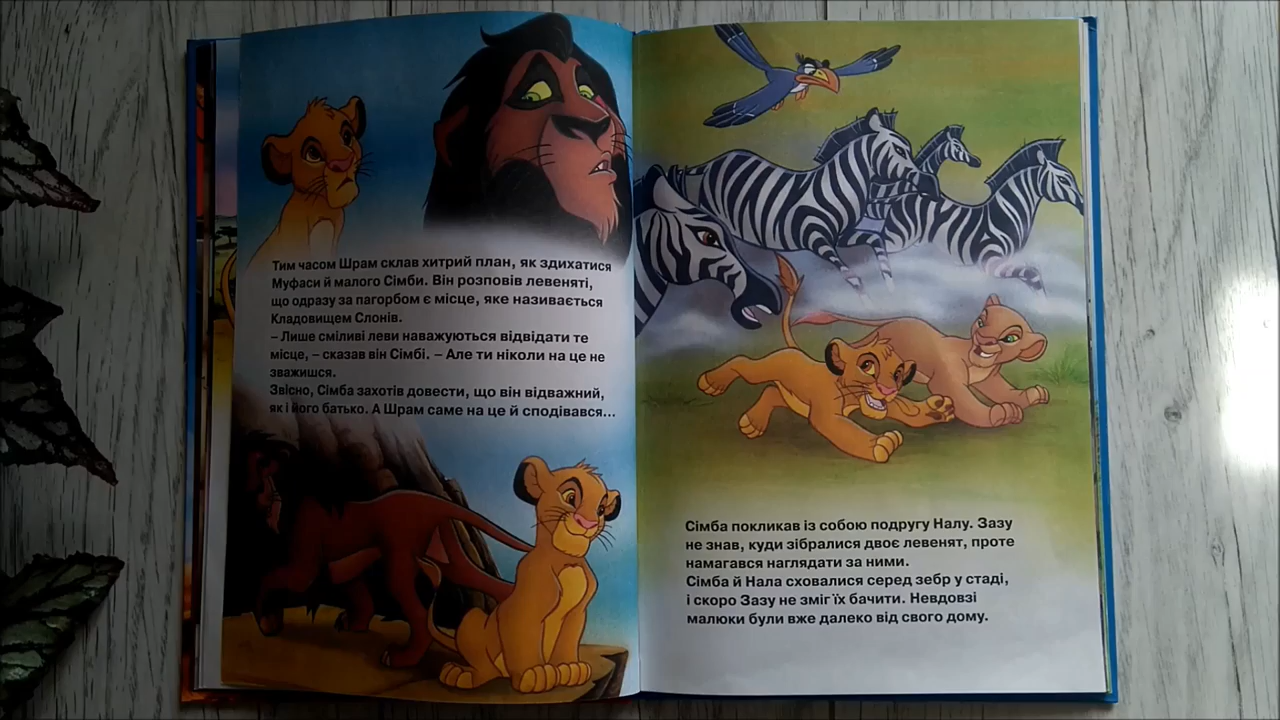 Тим часом Шрам склав хитрий план, як здихатися
Муфаси й малого Сімби. Він розповів левеняті,
що одразу за пагорбом є місце, яке називається
Кладовищем Слонів.
– Лише сміливі леви наважуються відвідати те
місце, – сказав він Сімбі. – Але ти ніколи на це не
зважишся.
Звісно, Сімба захотів довести, що він відважний,
як і його батько. А Шрам саме на це й сподівався...
Сімба покликав із собою подругу Налу. Зазу
не знав, куди зібралися двоє левенят, проте
намагався наглядати за ними.
Сімба й Нала сховалися серед зебр у стаді,
і скоро Зазу не зміг їх бачити. Невдовзі
малюки були вже далеко від свого дому.